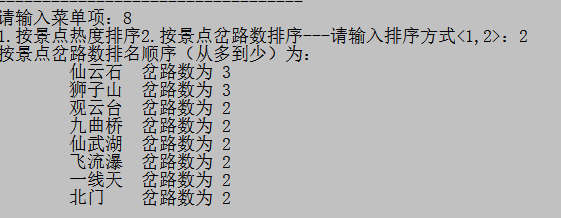 请输入菜单项：8
1.按景点热度排序2.按景点岔路数排序---请输入排序方式<1,2>：2
按景点岔路数排名顺序（从多到少）为：
仙云石 岔路数为 3
狮子山 岔路数为 3
观云台 岔路数为 2
九曲桥 岔路数为 2
仙武湖 岔路数为 2
飞流瀑 岔路数为 2
一线天 岔路数为 2
北门 岔路数为 2